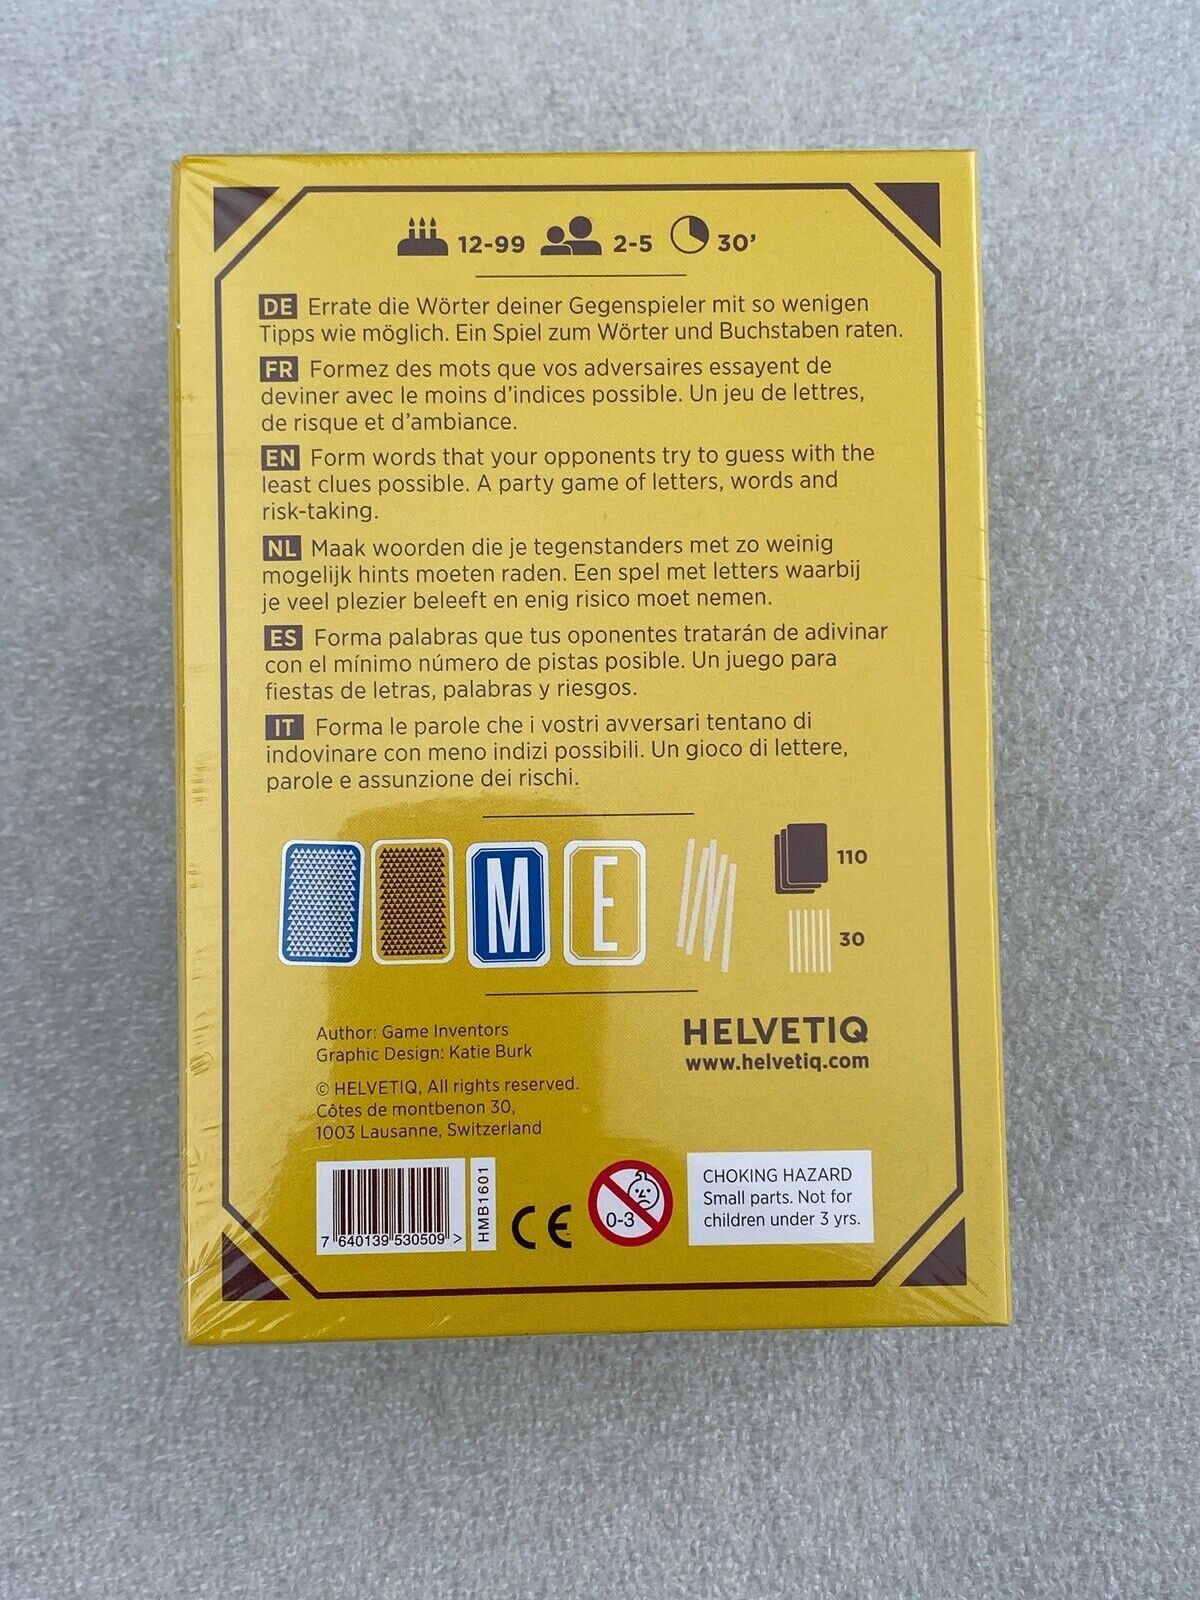 12-99 2-5 30’
DE Errate die Wörter deiner Gegenspieler mit so wenigen
Tipps wie möglich. Ein Spiel zum Wörter und Buchstaben raten.
FR Formez des mots que vos adversaires essayent de
deviner avec le moins d’indices possible. Un jeu de lettres,
de risque et d’ambiance.
EN Form words that your opponents try to guess with the
least clues possible. A party game of letters, words and
risk-taking.
NL Maak woorden die je tegenstanders met zo weinig
mogelijk hints moeten raden. Een spel met letters waarbij
je veel plezier beleeft en enig risico moet nemen.
ES Forma palabras que tus oponentes tratarán de adivinar
con el mínimo número de pistas posible. Un juego para
fiestas de letras, palabras y riesgos.
IT Forma le parole che i vostri avversari tentano di
indovinare con meno indizi possibili. Un gioco di lettere,
parole e assunzione dei rischi.
M E
110
30
Author: Game Inventors
Graphic Design: Katie Burk
© HELVETIQ, All rights reserved.
Côtes de montbenon 30,
1003 Lausanne, Switzerland
HELVETIQ
www.helvetiq.com
7 640139 530509 >
HMB1601
CE
0-3
CHOKING HAZARD
Small parts. Not for
children under 3 yrs.